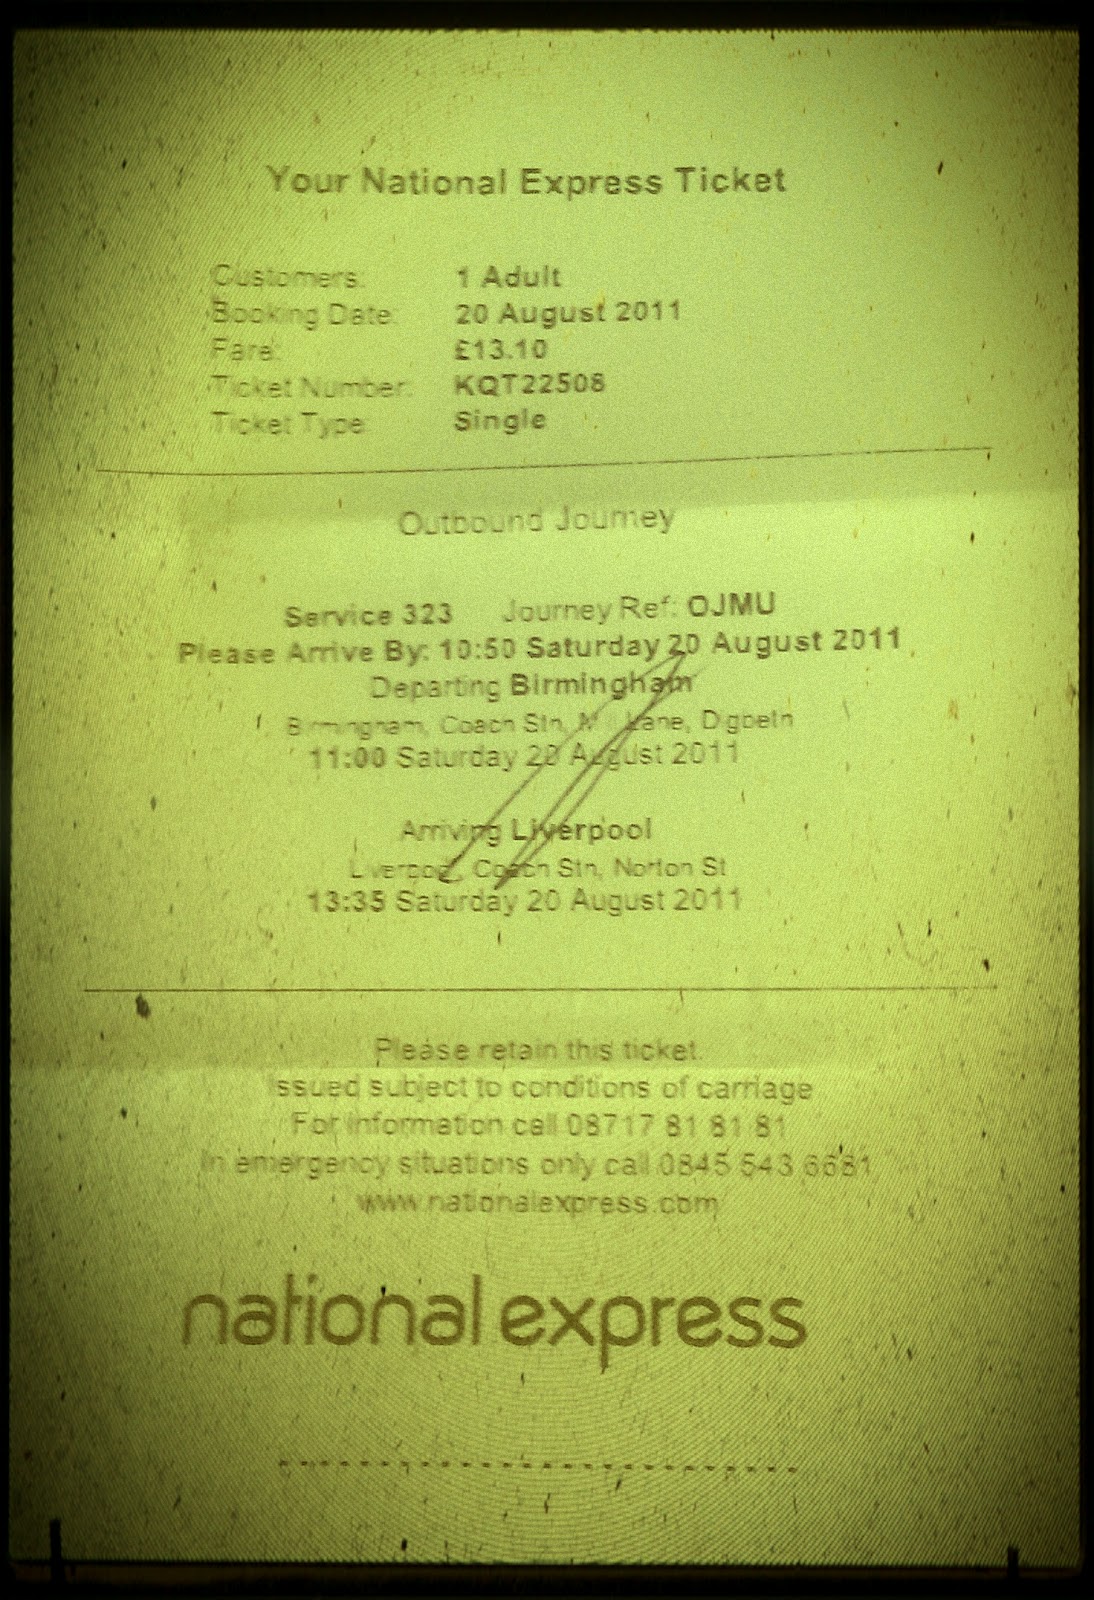 Your National Express Ticket
Customers: 1 Adult
Booking Date: 20 August 2011
Fare: £13.10
Ticket Number: KQT22508
Ticket Type: Single
Outbound Journey
Service 323 Journey Ref: OJMU
Please Arrive By: 10:50 Saturday 20 August 2011
Departing Birmingham
Birmingham, Coach Stn, Mill Lane, Digbeth
11:00 Saturday 20 August 2011
Arriving Liverpool
Liverpool, Coach Stn, Norton St
13:35 Saturday 20 August 2011
Please retain this ticket.
Issued subject to conditions of carriage
For information call 08717 81 81 81
In emergency situations only call 0845 543 6681
www.nationalexpress.com
national express